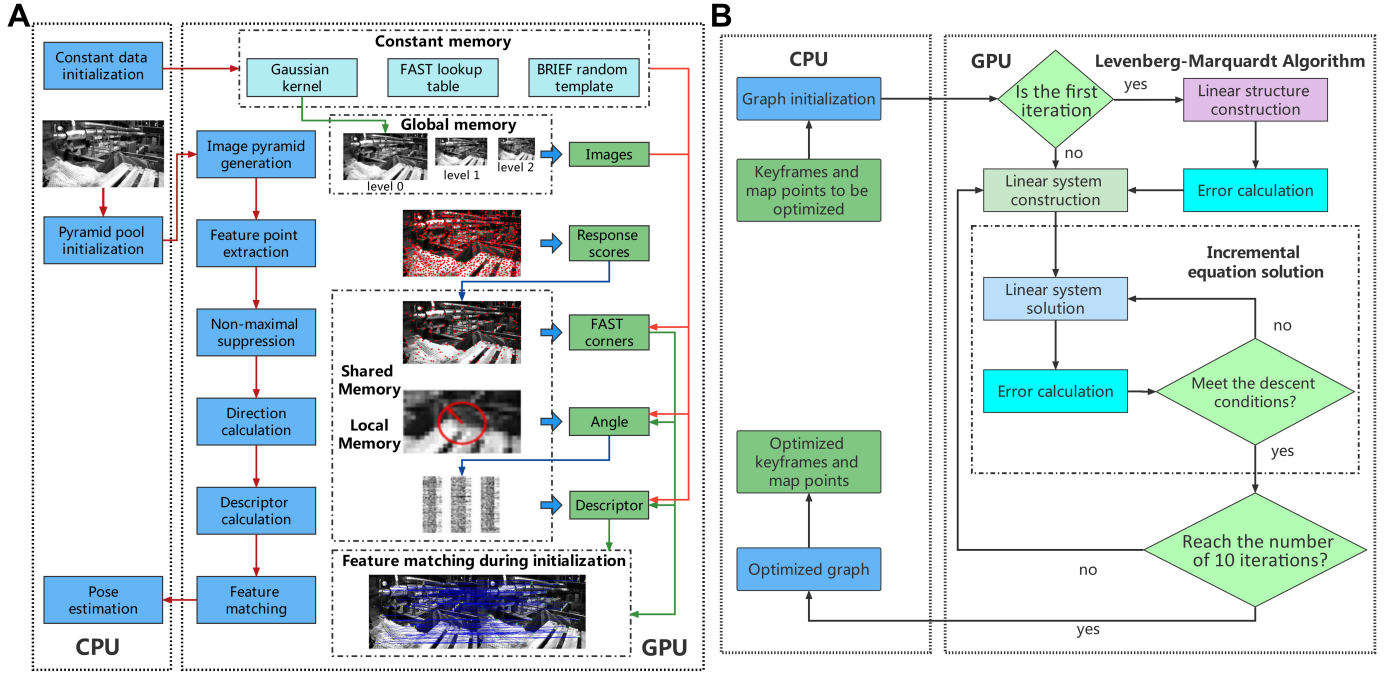 A
Constant data
initialization
Pyramid pool
initialization
Pose
estimation
CPU
Constant memory
Gaussian
kernel
FAST lookup
table
BRIEF random
template
Image pyramid
generation
Feature point
extraction
Non-maximal
suppression
Direction
calculation
Descriptor
calculation
Feature
matching
Global memory
level 0
level 1
level 2
Images
Response
scores
FAST
corners
Shared
Memory
Local
Memory
Angle
Descriptor
Feature matching during initialization
GPU
B
CPU
Graph initialization
Keyframes and
map points to be
optimized
Optimized
keyframes and
map points
Optimized graph
GPU
Levenberg-Marquardt Algorithm
Is the first
iteration
yes
Linear structure
construction
no
Linear system
construction
Error calculation
Incremental
equation solution
Linear system
solution
no
Error calculation
Meet the descent
conditions?
yes
Reach the number
of 10 iterations?
no
yes